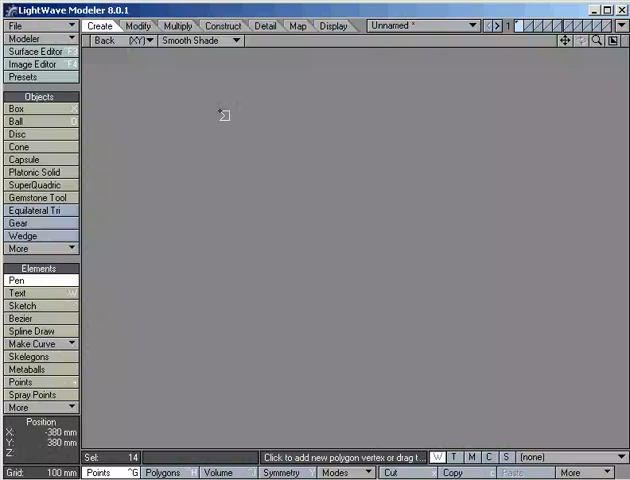 LightWave Modeler 8.0.1
File Create Modify Multiply Construct Detail Map Display Unnamed * 1
Modeler
Back (XY) Smooth Shade
Surface Editor F3
Image Editor F4
Presets
Objects
Box X
Ball O
Disc
Cone
Capsule
Platonic Solid
SuperQuadric
Gemstone Tool
Equilateral Tri
Gear
Wedge
More
Elements
Pen
Text W
Sketch
Bezier
Spline Draw
Make Curve
Skelegons
Metaballs
Points +
Spray Points
More
Position
X: -380 mm
Y: 380 mm
Z:
Sel: 14 Click to add new polygon vertex or drag t... W T M C S (none)
Grid: 100 mm Points ^G Polygons ^H Volume ^J Symmetry Y Modes Cut x Copy c Paste More